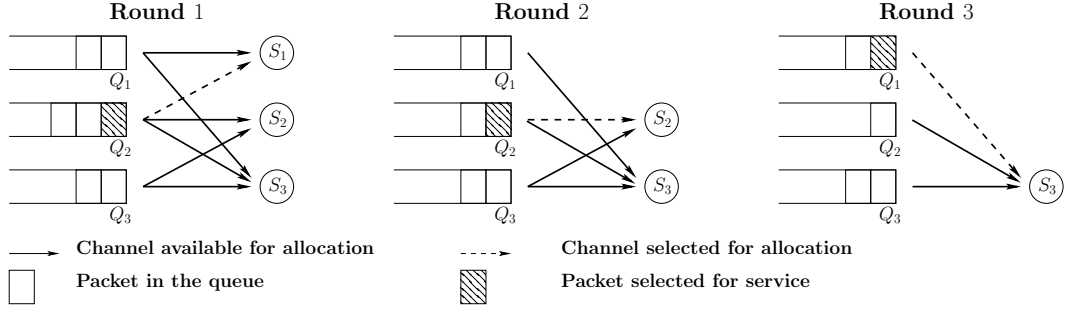 Round 1 Round 2 Round 3
S1
Q1 Q1
S2 S2
Q2 Q2 Q2
S3 S3 S3
Q3 Q3 Q3
Channel available for allocation Channel selected for allocation
Packet in the queue Packet selected for service